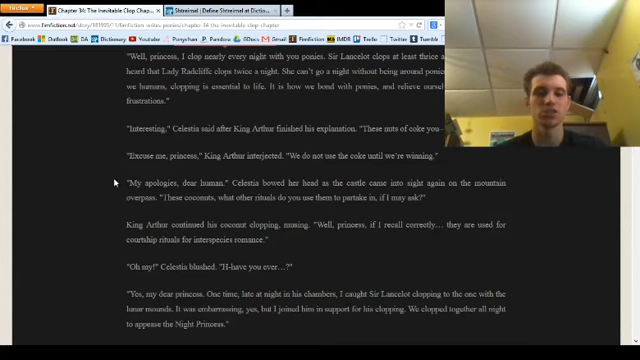 Firefox
Chapter 34: The Inevitable Clop Chap...
Shtreimel | Define Shtreimel at Diction...
www.fimfiction.net/story/181895/11/fimfiction-writes-ponies/chapter-34-the-inevitable-clop-chapter
Facebook Outlook DA Dictionary Ponychan Fimfiction IMDB
"Well, princess, I clop nearly every night with you ponies. Sir Lancelot clops at least thrice a
heard that Lady Radcliffe clops twice a night. She can't go a night without being around ponie
we humans, clopping is essential to life. It is how we bond with ponies, and relieve ourse
frustrations."
"Interesting," Celestia said after King Arthur finished his explanation. "These nuts of coke you—
"Excuse me, princess," King Arthur interjected. "We do not use the coke until we're winning."
"My apologies, dear human." Celestia bowed her head as the castle came into sight again on the mountain
overpass. "These coconuts, what other rituals do you use them to partake in, if I may ask?"
King Arthur continued his coconut clopping, musing. "Well, princess, if I recall correctly... they are used for
courtship rituals for interspecies romance."
"Oh my!" Celestia blushed. "H-have you ever...?"
"Yes, my dear princess. One time, late at night in his chambers, I caught Sir Lancelot clopping to the one with the
lunar mounds. It was embarrassing, yes, but I joined him in support for his clopping. We clopped together all night
to appease the Night Princess."